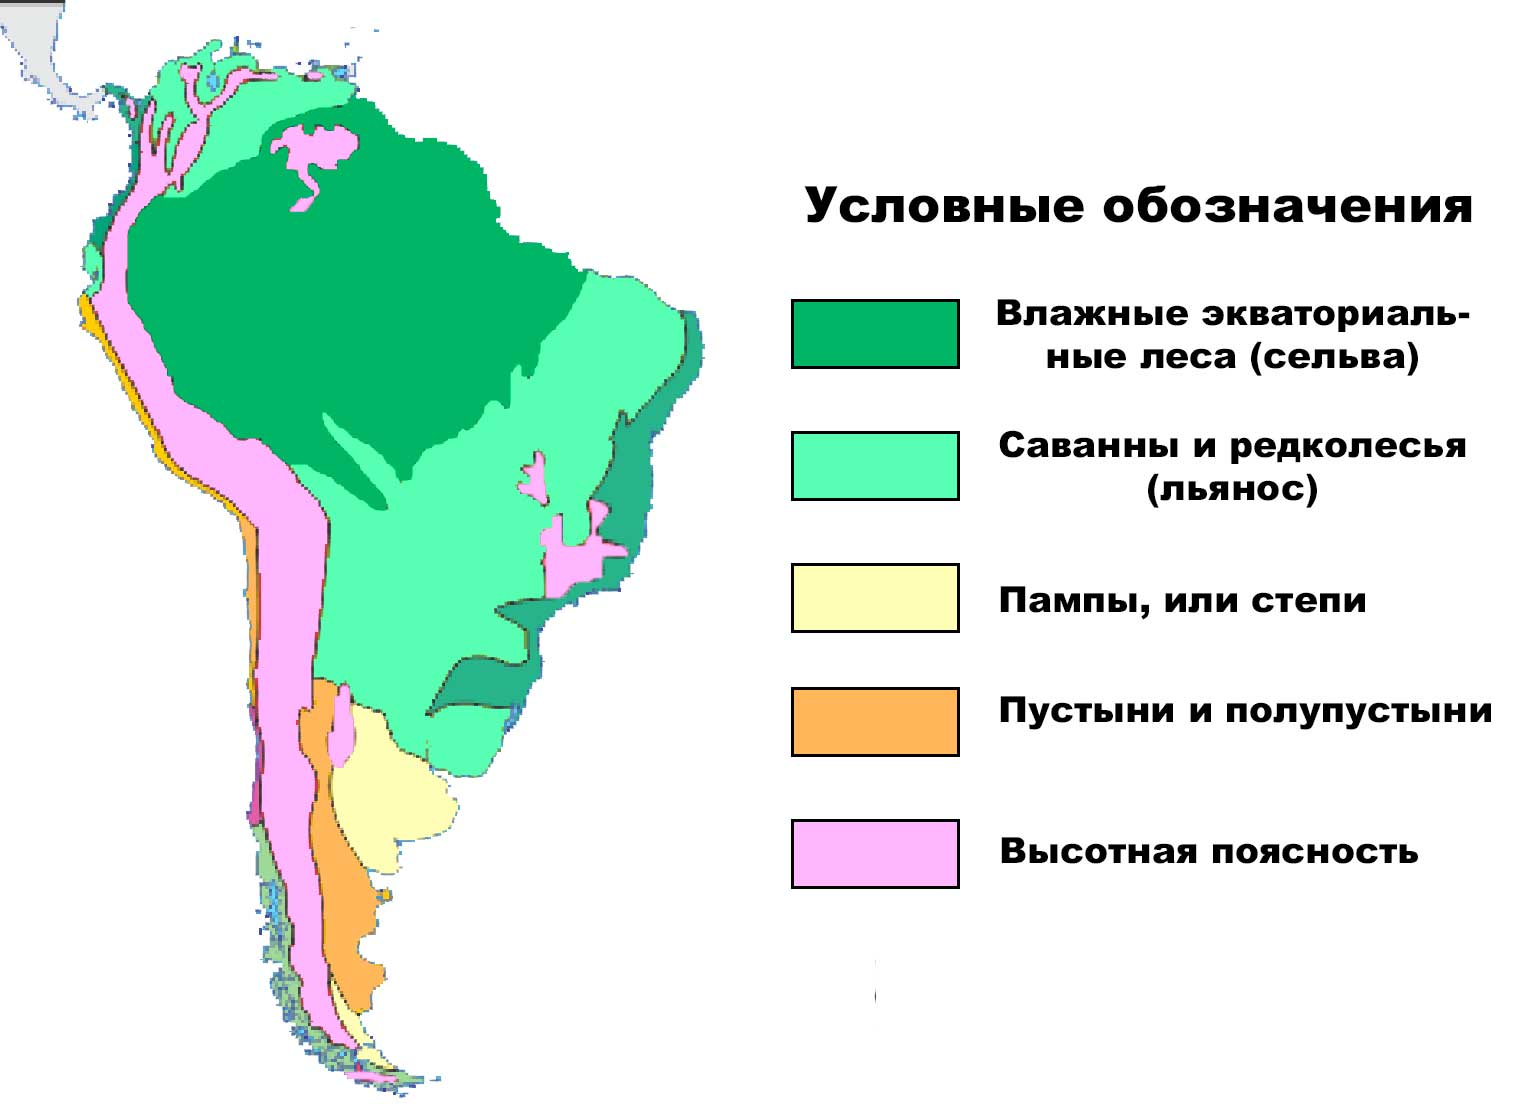 Условные обозначения
Влажные экваториаль-
ные леса (сельва)
Саванны и редколесья
(льянос)
Пампы, или степи
Пустыни и полупустыни
Высотная поясность